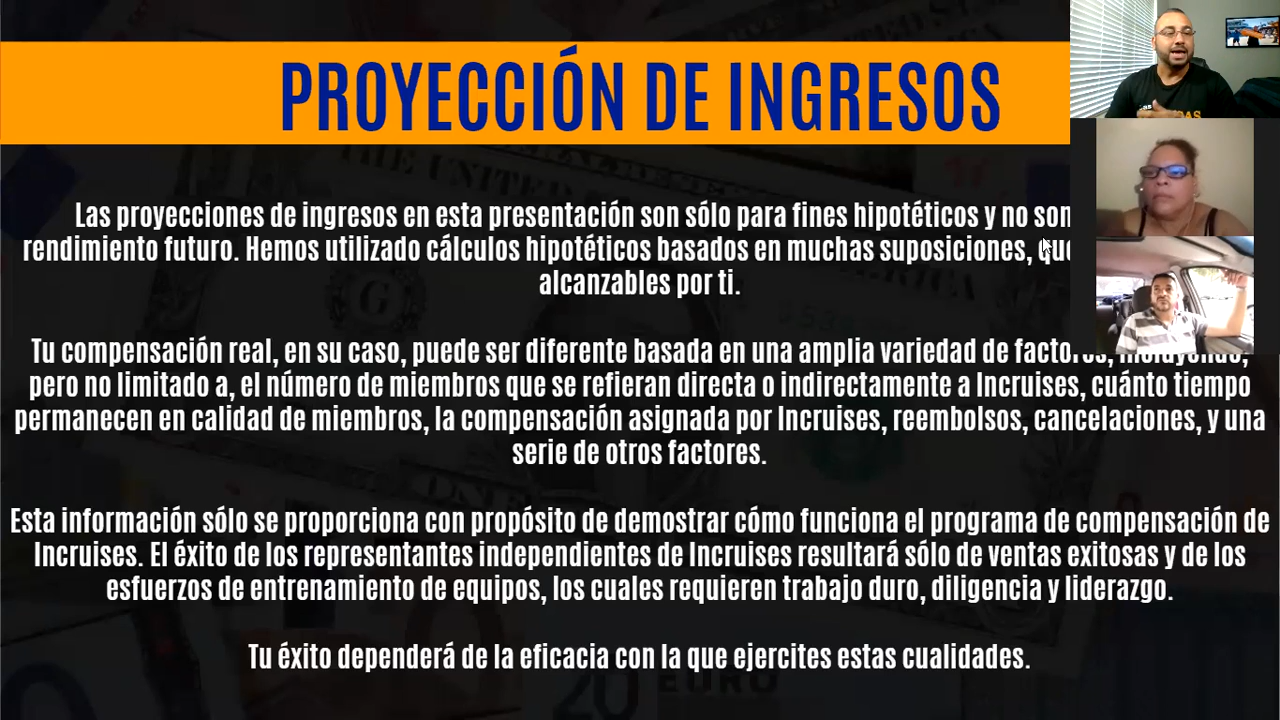 PROYECCIÓN DE INGRESOS
Las proyecciones de ingresos en esta presentación son sólo para fines hipotéticos y no son
rendimiento futuro. Hemos utilizado cálculos hipotéticos basados en muchas suposiciones, que
alcanzables por ti.
Tu compensación real, en su caso, puede ser diferente basada en una amplia variedad de factores, incluyendo,
pero no limitado a, el número de miembros que se refieran directa o indirectamente a Incruises, cuánto tiempo
permanecen en calidad de miembros, la compensación asignada por Incruises, reembolsos, cancelaciones, y una
serie de otros factores.
Esta información sólo se proporciona con propósito de demostrar cómo funciona el programa de compensación de
Incruises. El éxito de los representantes independientes de Incruises resultará sólo de ventas exitosas y de los
esfuerzos de entrenamiento de equipos, los cuales requieren trabajo duro, diligencia y liderazgo.
Tu éxito dependerá de la eficacia con la que ejercites estas cualidades.